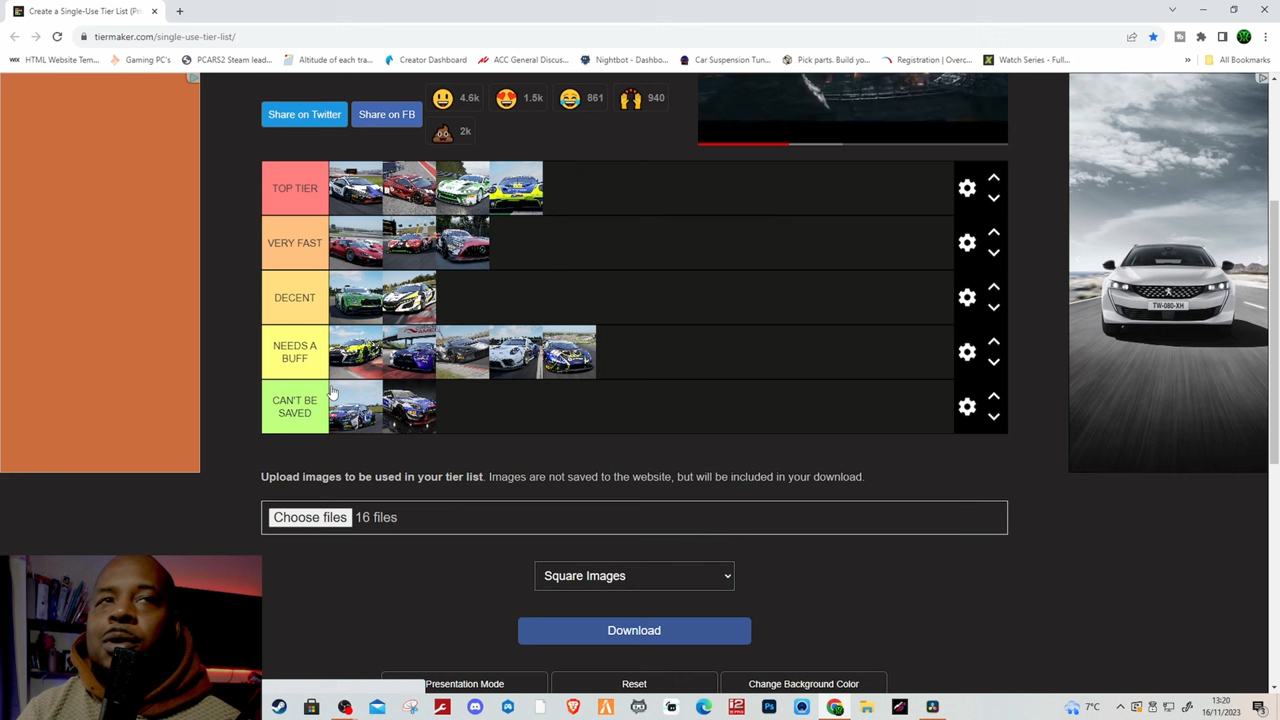 Create a Single-Use Tier List (Pri
tiermaker.com/single-use-tier-list/
WIX HTML Website Tem...
Gaming PC's
PCARS2 Steam lead...
Altitude of each tra...
Creator Dashboard
ACC General Discus...
Nightbot - Dashbo...
Car Suspension Tun...
Pick parts. Build yo...
Registration | Overc...
Watch Series - Full...
»
All Bookmarks
Share on Twitter
Share on FB
4.6k
1.5k
861
940
2k
TOP TIER
VERY FAST
DECENT
NEEDS A
BUFF
CAN'T BE
SAVED
TW-080-XH
Upload images to be used in your tier list. Images are not saved to the website, but will be included in your download.
Choose files 16 files
Square Images
Download
Presentation Mode
Reset
Change Background Color
7°C
13:20
16/11/2023